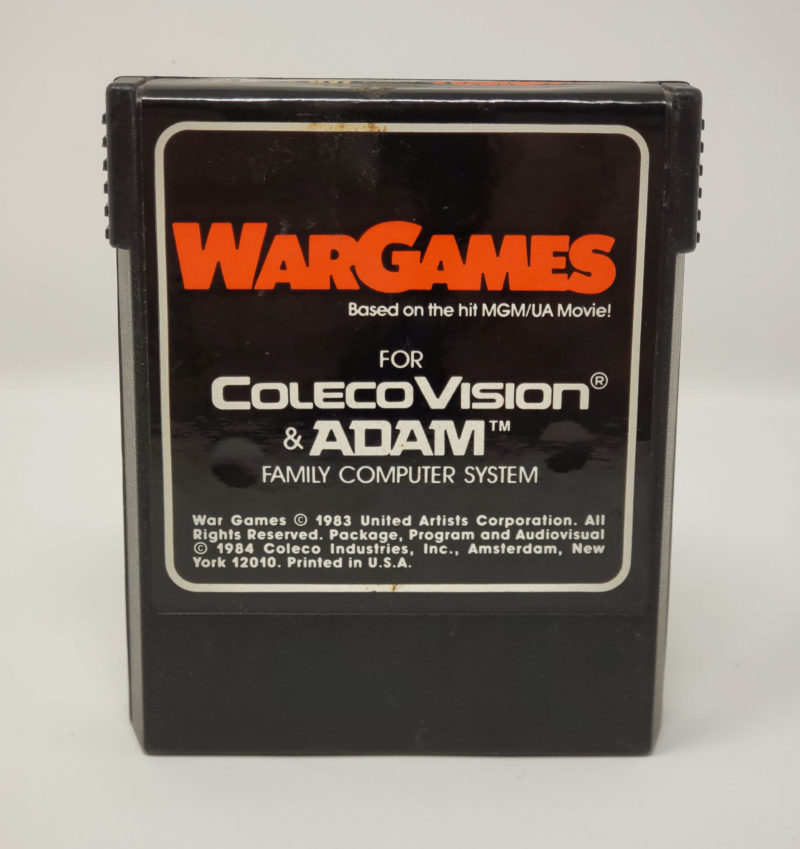 WARGAMES
Based on the hit MGM/UA Movie!
FOR
COLECOVISION®
& ADAM™
FAMILY COMPUTER SYSTEM
War Games © 1983 United Artists Corporation. All
Rights Reserved. Package, Program and Audiovisual
© 1984 Coleco Industries, Inc., Amsterdam, New
York 12010. Printed in U.S.A.